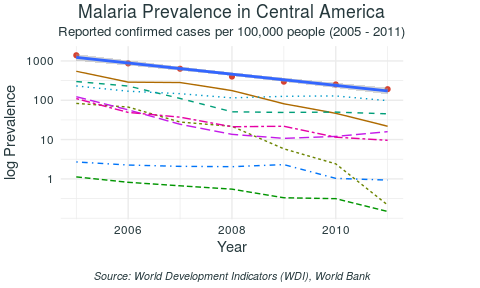 Malaria Prevalence in Central America
Reported confirmed cases per 100,000 people (2005 - 2011)
log Prevalence
1000
100
10
1
2006 2008 2010
Year
Source: World Development Indicators (WDI), World Bank